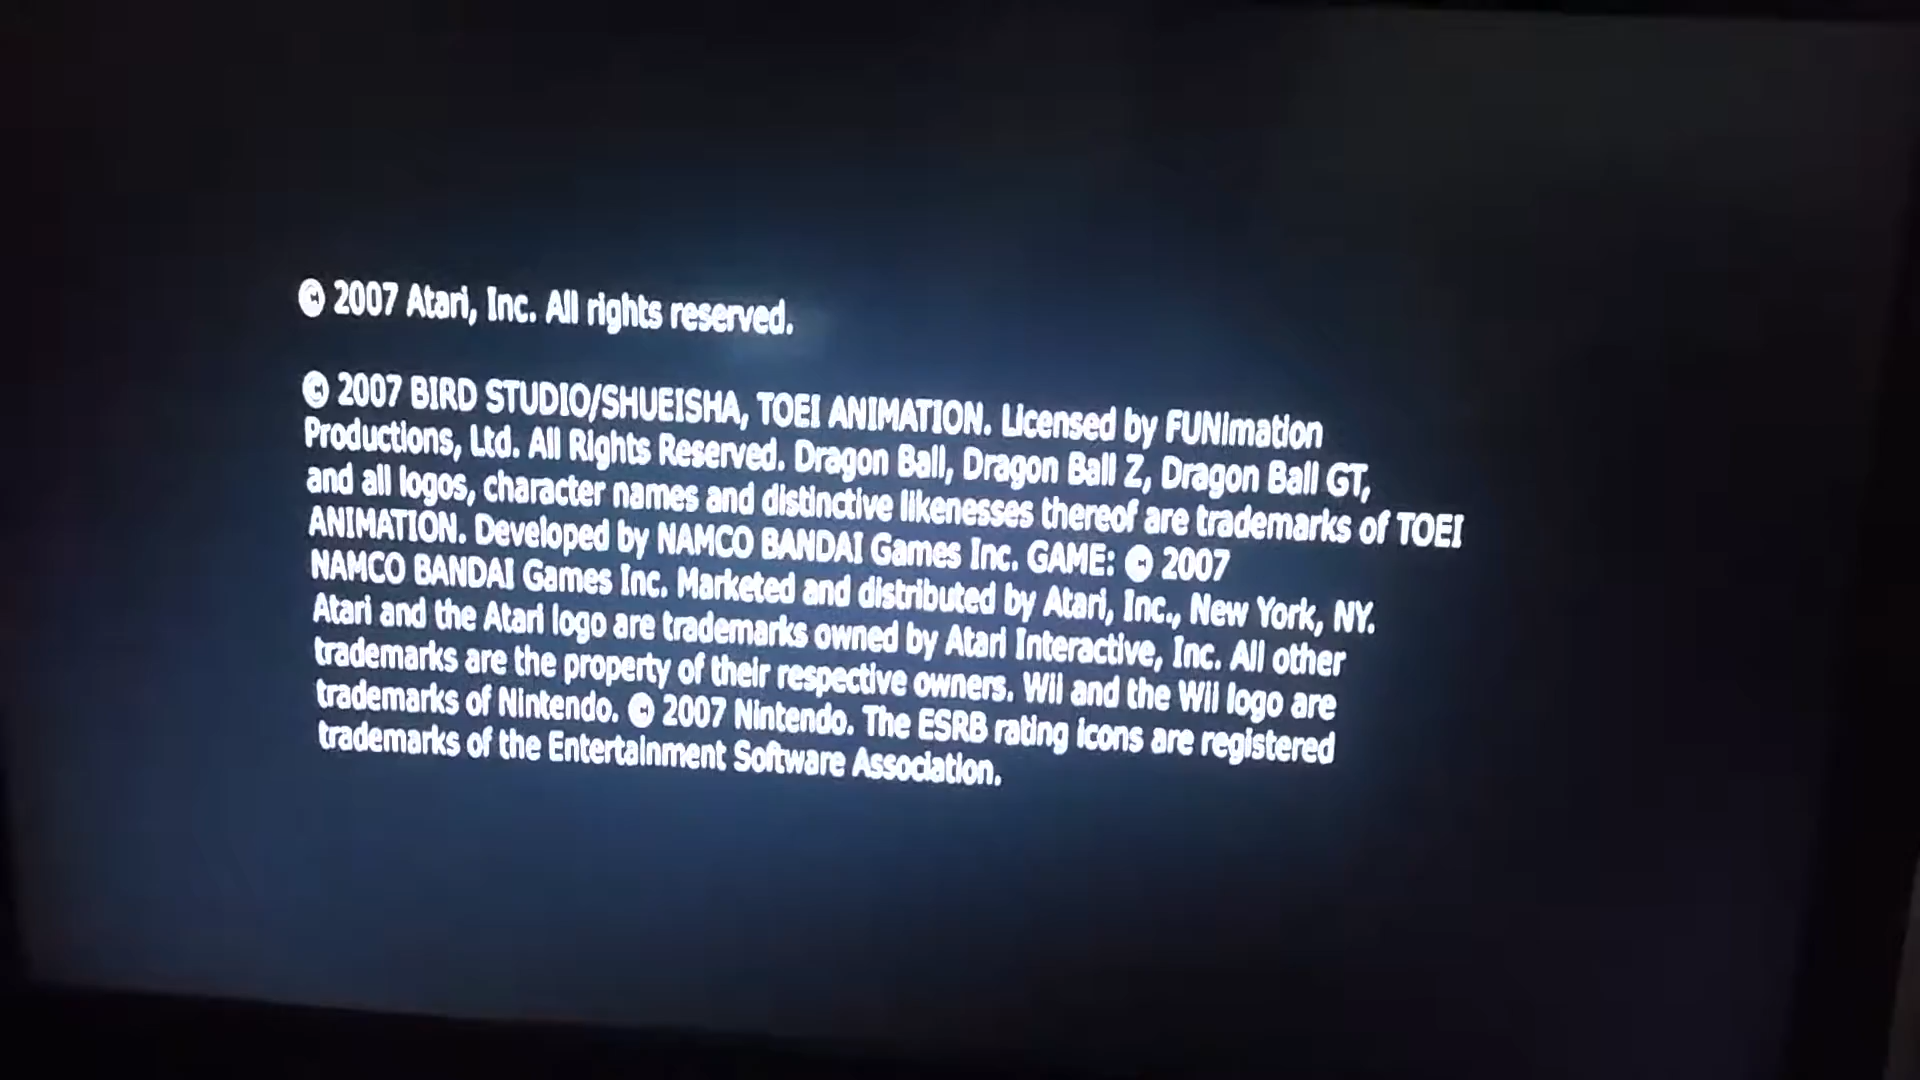 © 2007 Atari, Inc. All rights reserved.
© 2007 BIRD STUDIO/SHUEISHA, TOEI ANIMATION. Licensed by FUNimation
Productions, Ltd. All Rights Reserved. Dragon Ball, Dragon Ball Z, Dragon Ball GT,
and all logos, character names and distinctive likenesses thereof are trademarks of TOEI
ANIMATION. Developed by NAMCO BANDAI Games Inc. GAME: © 2007
NAMCO BANDAI Games Inc. Marketed and distributed by Atari, Inc., New York, NY.
Atari and the Atari logo are trademarks owned by Atari Interactive, Inc. All other
trademarks are the property of their respective owners. Wii and the Wii logo are
trademarks of Nintendo. © 2007 Nintendo. The ESRB rating icons are registered
trademarks of the Entertainment Software Association.